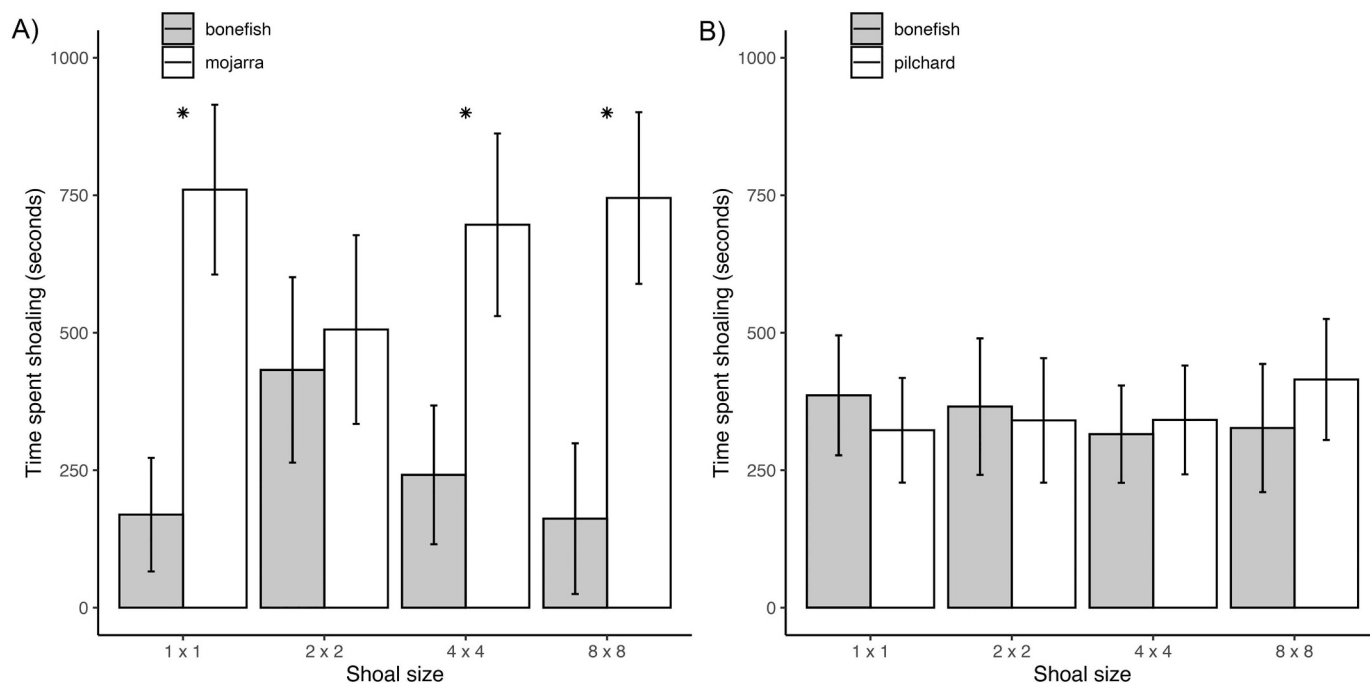 A)
bonefish
mojarra
Time spent shoaling (seconds)
1000
750
500
250
0
*
*
*
1 x 1
2 x 2
4 x 4
8 x 8
Shoal size
B)
bonefish
pilchard
Time spent shoaling (seconds)
1000
750
500
250
0
1 x 1
2 x 2
4 x 4
8 x 8
Shoal size